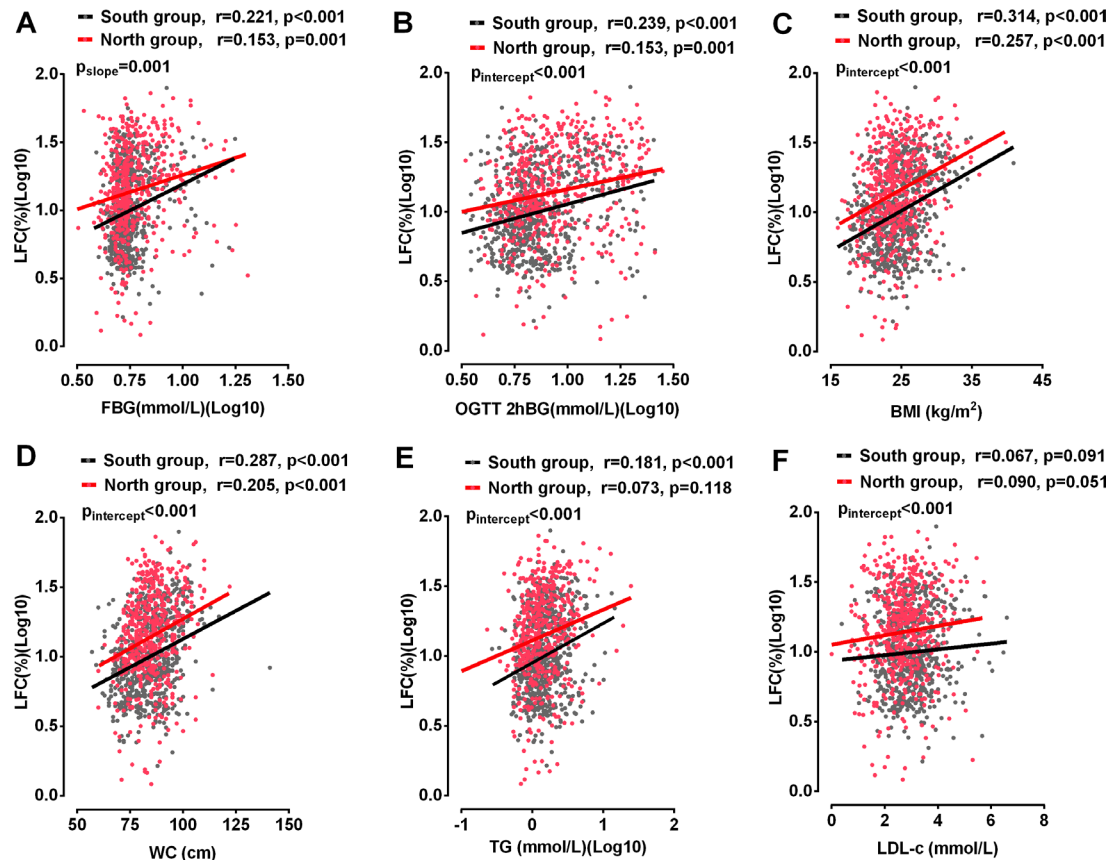 A
South group, r=0.221, p<0.001
North group, r=0.153, p=0.001
pslope=0.001
2.0
1.5
1.0
0.5
0.0
LFC(%)(Log10)
0.50 0.75 1.00 1.25 1.50
FBG(mmol/L)(Log10)
B
South group, r=0.239, p<0.001
North group, r=0.153, p=0.001
pintercept<0.001
2.0
1.5
1.0
0.5
0.0
LFC(%)(Log10)
0.50 0.75 1.00 1.25 1.50
OGTT 2hBG(mmol/L)(Log10)
C
South group, r=0.314, p<0.001
North group, r=0.257, p<0.001
pintercept<0.001
2.0
1.5
1.0
0.5
0.0
LFC(%)(Log10)
15 25 35 45
BMI (kg/m²)
D
South group, r=0.287, p<0.001
North group, r=0.205, p<0.001
pintercept<0.001
2.0
1.5
1.0
0.5
0.0
LFC(%)(Log10)
50 75 100 125 150
WC (cm)
E
South group, r=0.181, p<0.001
North group, r=0.073, p=0.118
pintercept<0.001
2.0
1.5
1.0
0.5
0.0
LFC(%)(Log10)
-1 0 1 2
TG (mmol/L)(Log10)
F
South group, r=0.067, p=0.091
North group, r=0.090, p=0.051
pintercept<0.001
2.0
1.5
1.0
0.5
0.0
LFC(%)(Log10)
0 2 4 6 8
LDL-c (mmol/L)